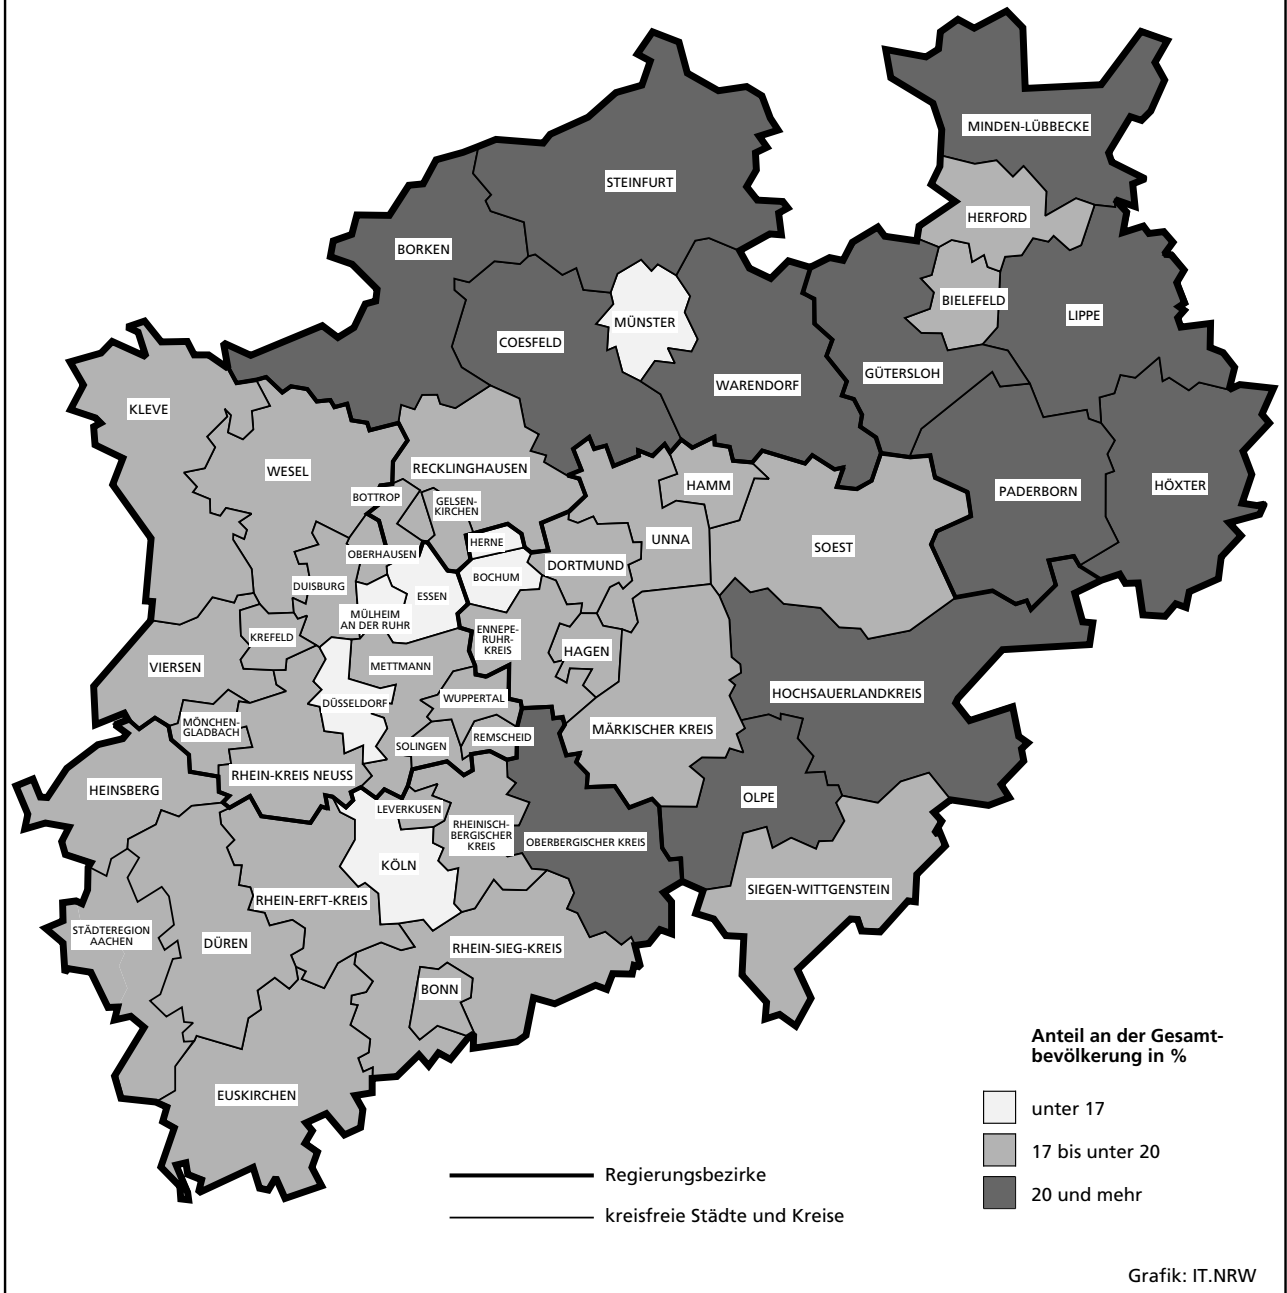 MINDEN-LÜBBECKE
STEINFURT
HERFORD
BORKEN
BIELEFELD
LIPPE
MÜNSTER
COESFELD
GÜTERSLOH
WARENDORF
KLEVE
RECKLINGHAUSEN
WESEL
HAMM
HÖXTER
PADERBORN
BOTTROP
GELSEN-
KIRCHEN
UNNA
HERNE
SOEST
OBERHAUSEN
DORTMUND
BOCHUM
DUISBURG
ESSEN
MÜLHEIM
AN DER RUHR
ENNEPE-
RUHR-
KREIS
KREFELD
HAGEN
VIERSEN
METTMANN
HOCHSAUERLANDKREIS
WUPPERTAL
DÜSSELDORF
MÖNCHEN-
GLADBACH
MÄRKISCHER KREIS
REMSCHEID
SOLINGEN
RHEIN-KREIS NEUSS
HEINSBERG
OLPE
LEVERKUSEN
RHEINISCH-
BERGISCHER
KREIS
OBERBERGISCHER KREIS
KÖLN
SIEGEN-WITTGENSTEIN
RHEIN-ERFT-KREIS
STÄDTEREGION
AACHEN
DÜREN
RHEIN-SIEG-KREIS
BONN
EUSKIRCHEN
Anteil an der Gesamt-
bevölkerung in %
unter 17
17 bis unter 20
20 und mehr
Regierungsbezirke
kreisfreie Städte und Kreise
Grafik: IT.NRW